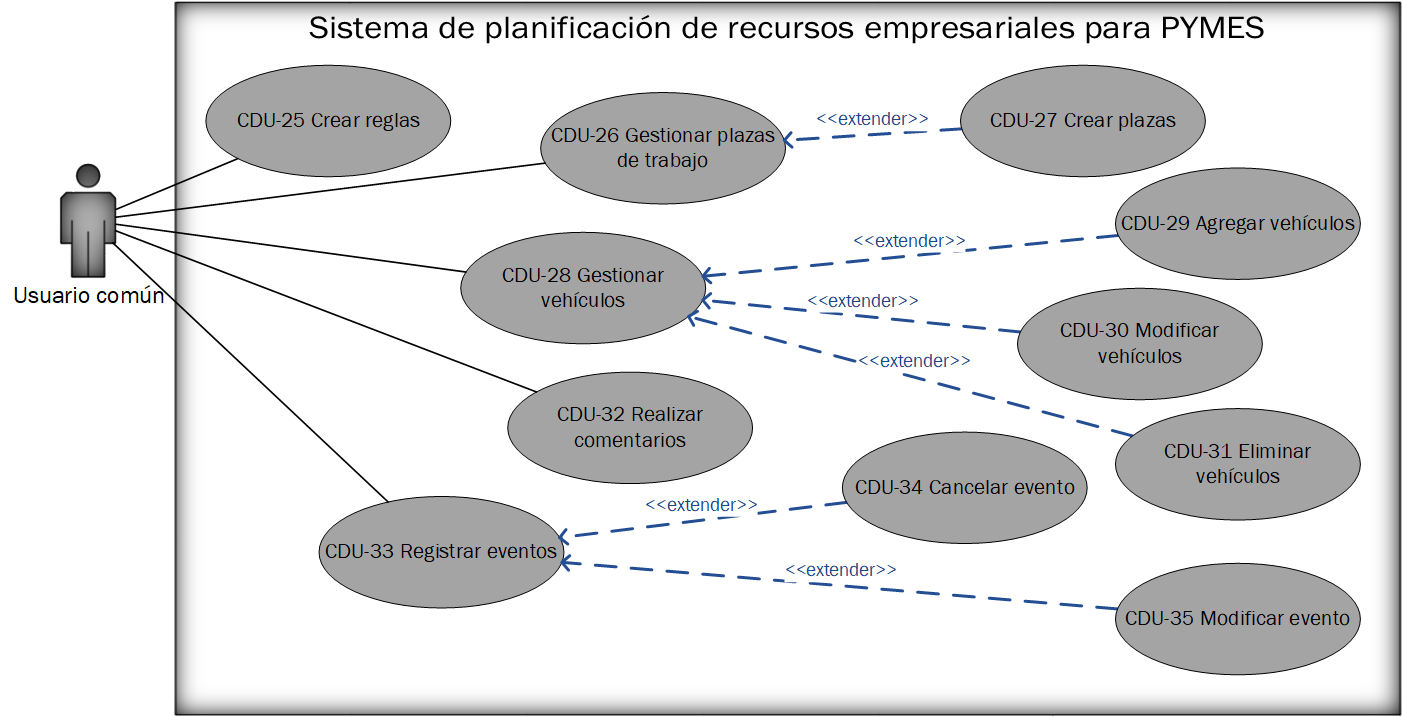 Sistema de planificación de recursos empresariales para PYMES
CDU-25 Crear reglas
CDU-26 Gestionar plazas
de trabajo
<<extender>>
CDU-27 Crear plazas
Usuario común
CDU-28 Gestionar
vehículos
<<extender>>
CDU-29 Agregar vehículos
<<extender>>
CDU-30 Modificar
vehículos
<<extender>>
CDU-31 Eliminar
vehículos
CDU-32 Realizar
comentarios
CDU-33 Registrar eventos
<<extender>>
CDU-34 Cancelar evento
<<extender>>
CDU-35 Modificar evento